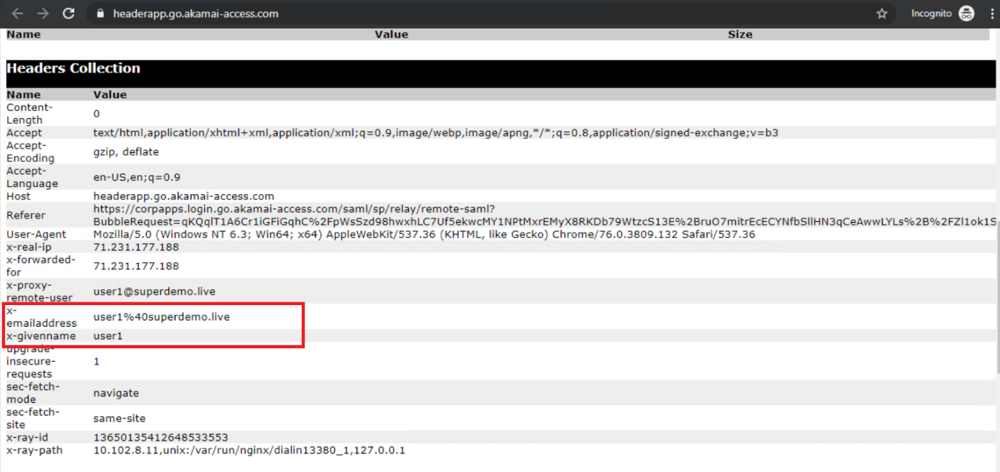 headerapp.go.akamai-access.com Incognito
Name Value Size
Headers Collection
Name Value
Content-
Length 0
Accept text/html,application/xhtml+xml,application/xml;q=0.9,image/webp,image/apng,*/*;q=0.8,application/signed-exchange;v=b3
Accept-
Encoding gzip, deflate
Accept-
Language en-US,en;q=0.9
Host headerapp.go.akamai-access.com
Referer https://corpapps.login.go.akamai-access.com/saml/sp/relay/remote-saml?
BubbleRequest=qKQqlT1A6Cr1iGFiGqhC%2FpWsSzd98hwxhLC7Uf5ekwcMY1NPtMxrEMyX8RKDb79WtzcS13E%2BruO7mitrEcECYNfbSllHN3qCeAwwLYLs%2B%2FZl1ok1S
User-Agent Mozilla/5.0 (Windows NT 6.3; Win64; x64) AppleWebKit/537.36 (KHTML, like Gecko) Chrome/76.0.3809.132 Safari/537.36
x-real-ip 71.231.177.188
x-forwarded-
for 71.231.177.188
x-proxy-
remote-user user1@superdemo.live
x-
emailaddress user1%40superdemo.live
x-givenname user1
upgrade-
insecure-
requests 1
sec-fetch-
mode navigate
sec-fetch-
site same-site
x-ray-id 13650135412648533553
x-ray-path 10.102.8.11,unix:/var/run/nginx/dialin13380_1,127.0.0.1